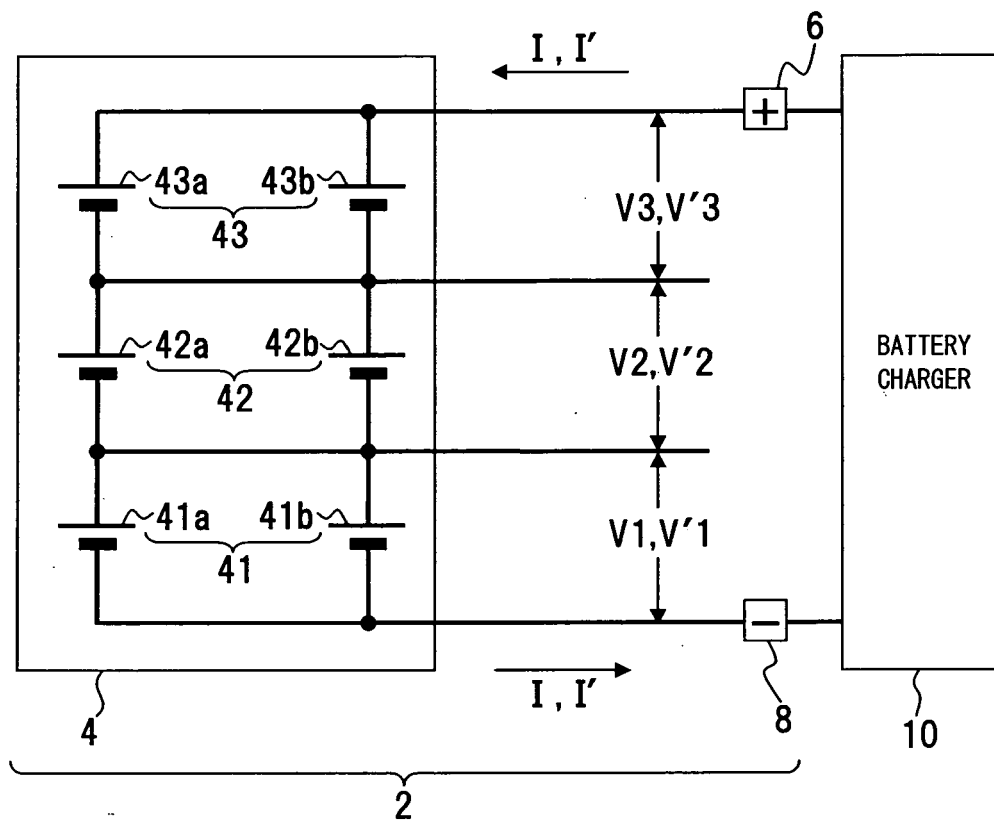 6
I , I′
+
43a 43b
43
V3,V′3
42a 42b
42
V2,V′2
BATTERY
CHARGER
41a 41b
41
V1,V′1
−
I , I′
4
8
10
2